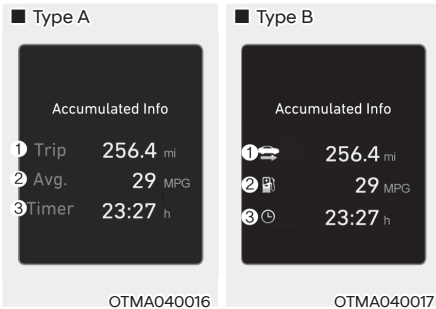 ■ Type A
Accumulated Info
① Trip 256.4 mi
② Avg. 29 MPG
③ Timer 23:27 h
OTMA040016
■ Type B
Accumulated Info
① 256.4 mi
② 29 MPG
③ 23:27 h
OTMA040017